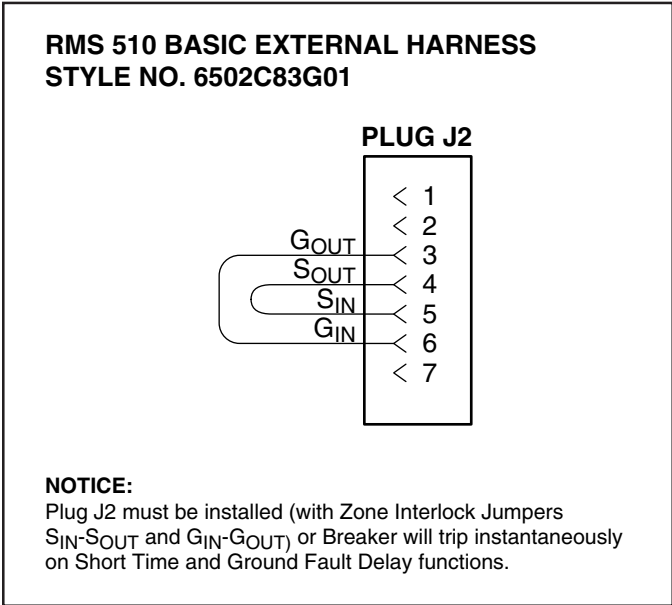 RMS 510 BASIC EXTERNAL HARNESS
STYLE NO. 6502C83G01
PLUG J2
< 1
< 2
GOUT < 3
SOUT < 4
SIN < 5
GIN < 6
< 7
NOTICE:
Plug J2 must be installed (with Zone Interlock Jumpers
SIN-SOUT and GIN-GOUT) or Breaker will trip instantaneously
on Short Time and Ground Fault Delay functions.